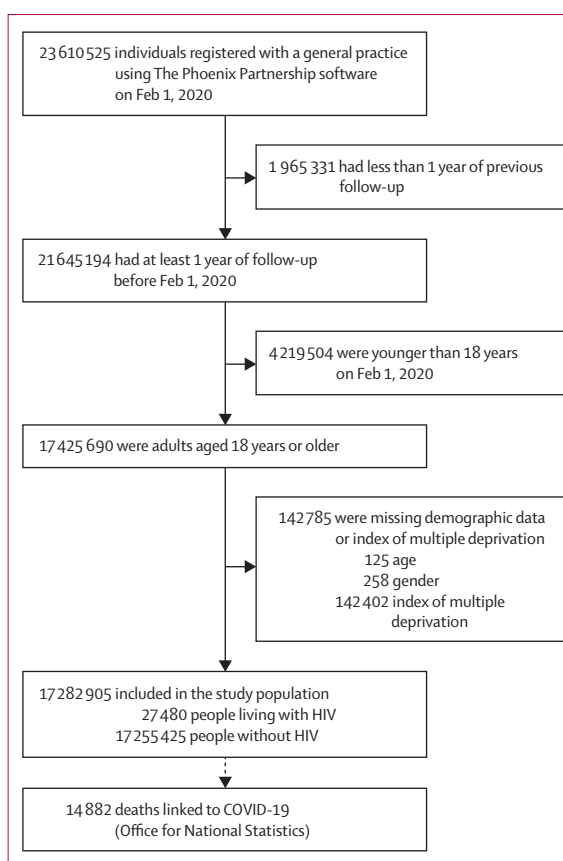 23 610 525 individuals registered with a general practice
using The Phoenix Partnership software
on Feb 1, 2020
1 965 331 had less than 1 year of previous
follow-up
21 645 194 had at least 1 year of follow-up
before Feb 1, 2020
4 219 504 were younger than 18 years
on Feb 1, 2020
17 425 690 were adults aged 18 years or older
142 785 were missing demographic data
or index of multiple deprivation
125 age
258 gender
142 402 index of multiple
deprivation
17 282 905 included in the study population
27 480 people living with HIV
17 255 425 people without HIV
14 882 deaths linked to COVID-19
(Office for National Statistics)